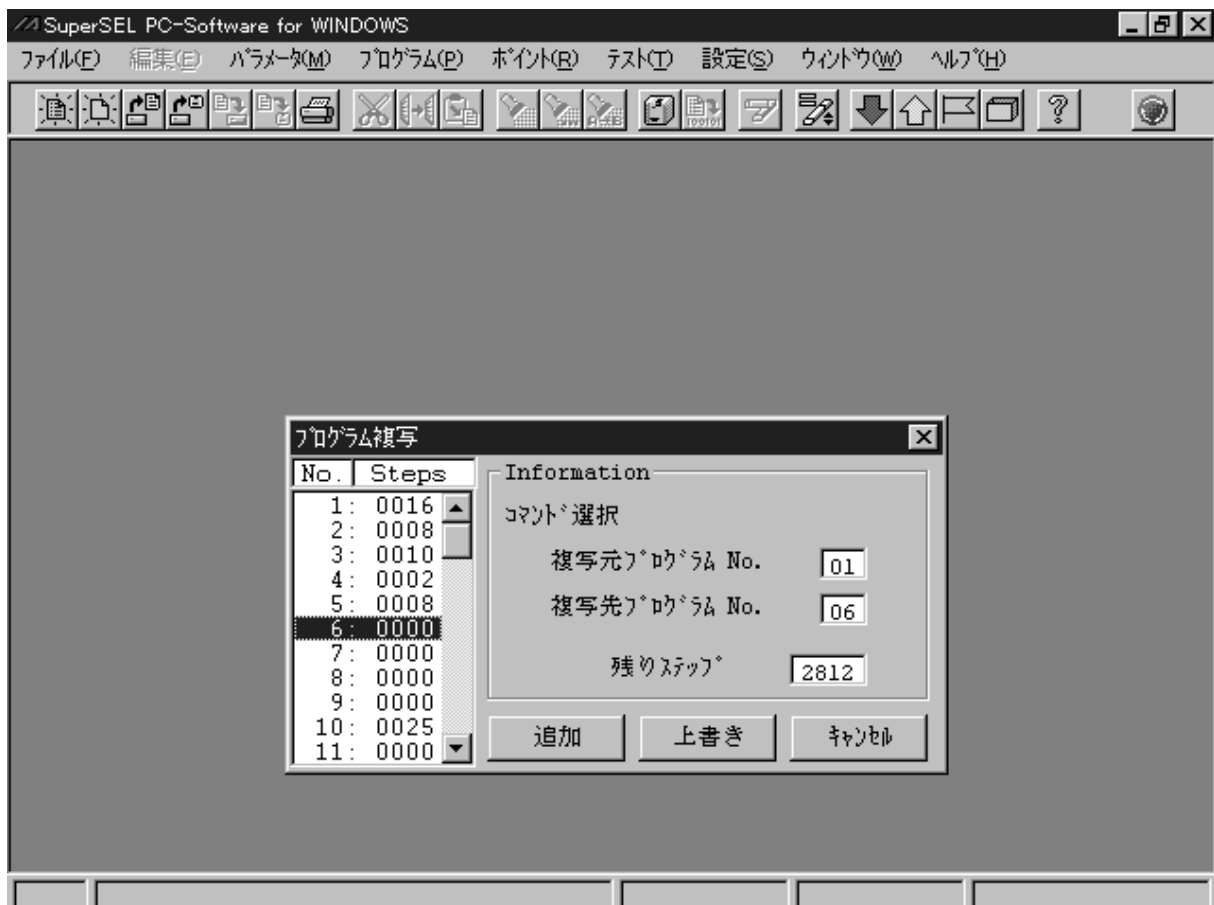 SuperSEL PC-Software for WINDOWS
ﾌｧｲﾙ(F) 編集(E) ﾊﾟﾗﾒｰﾀ(M) ﾌﾟﾛｸﾞﾗﾑ(P) ﾎﾟｲﾝﾄ(R) ﾃｽﾄ(T) 設定(S) ｳｨﾝﾄﾞｳ(W) ﾍﾙﾌﾟ(H)
ﾌﾟﾛｸﾞﾗﾑ複写
No. Steps
1: 0016
2: 0008
3: 0010
4: 0002
5: 0008
6: 0000
7: 0000
8: 0000
9: 0000
10: 0025
11: 0000
Information
ｺﾏﾝﾄﾞ選択
複写元ﾌﾟﾛｸﾞﾗﾑ No. 01
複写先ﾌﾟﾛｸﾞﾗﾑ No. 06
残りｽﾃｯﾌﾟ 2812
追加 上書き ｷｬﾝｾﾙ